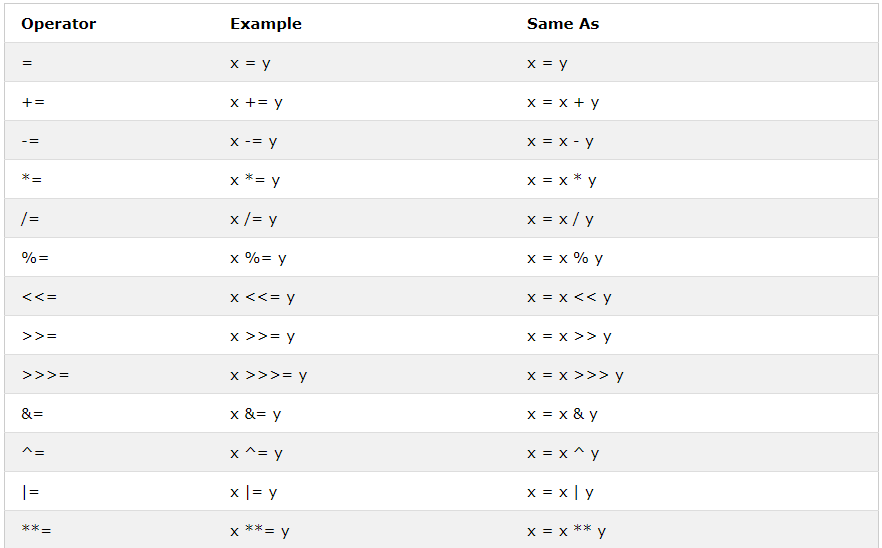 Operator Example Same As
= x = y x = y
+= x += y x = x + y
-= x -= y x = x - y
*= x *= y x = x * y
/= x /= y x = x / y
%= x %= y x = x % y
<<= x <<= y x = x << y
>>= x >>= y x = x >> y
>>>= x >>>= y x = x >>> y
&= x &= y x = x & y
^= x ^= y x = x ^ y
|= x |= y x = x | y
**= x **= y x = x ** y